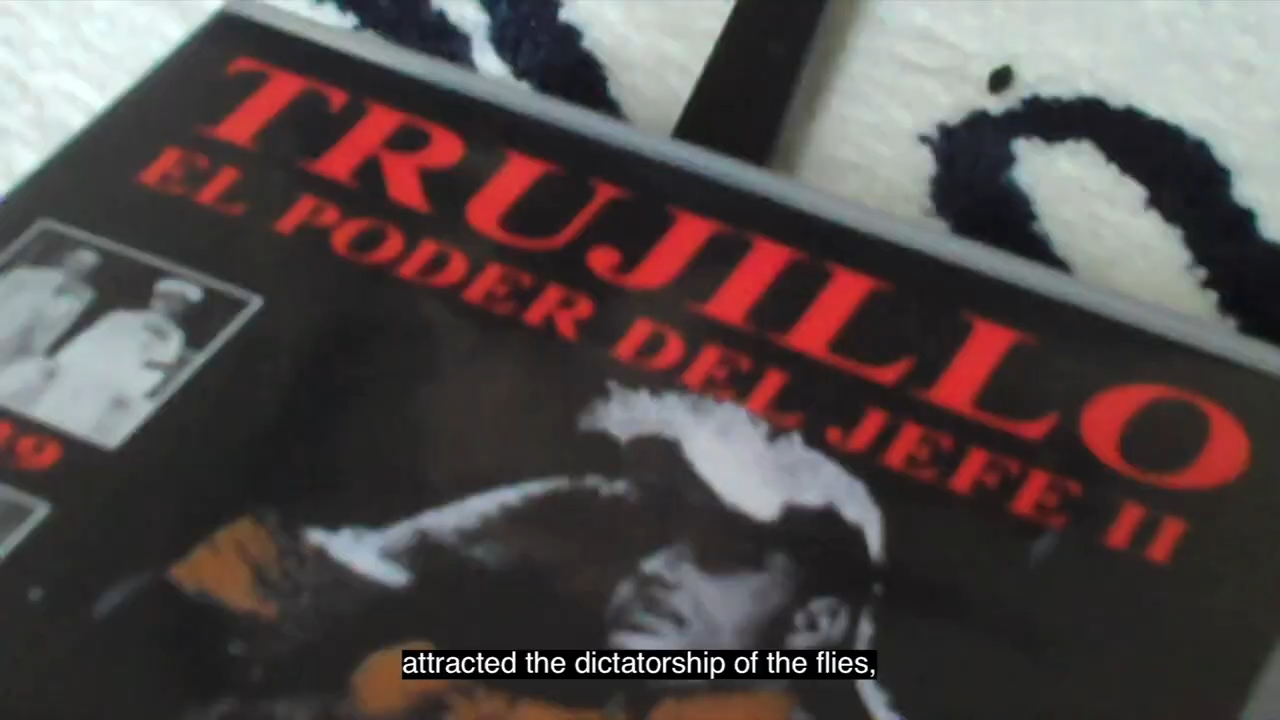 TRUJILLO
EL PODER DEL JEFE II
attracted the dictatorship of the flies,